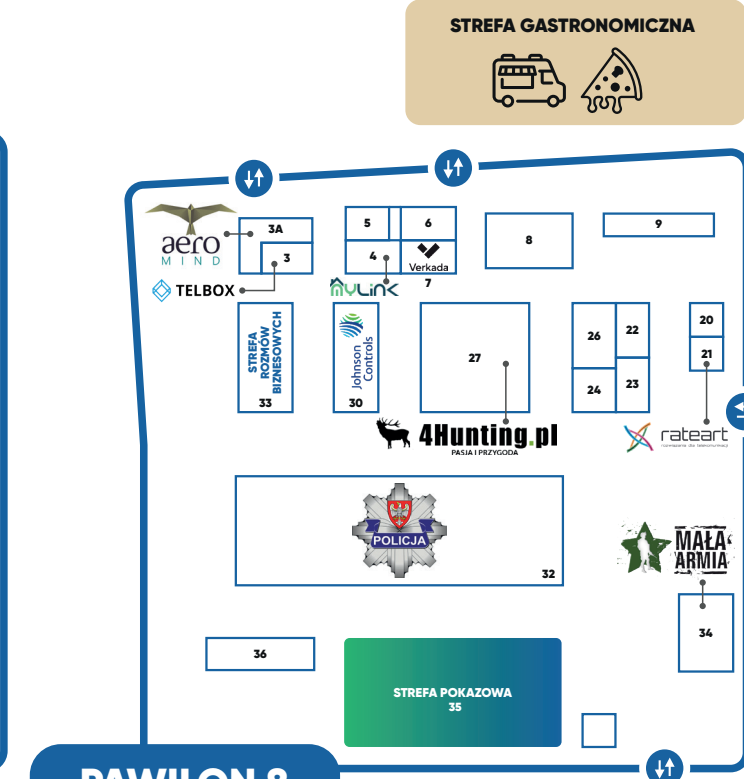 STREFA GASTRONOMICZNA
aero
MIND
3A
3
TELBOX
5
6
4
Verkada
7
MYLINK
8
9
STREFA
ROZMÓW
BIZNESOWYCH
33
Johnson
Controls
30
27
4Hunting.pl
PASJA I PRZYGODA
26
22
24
23
20
21
rateart
POLICJA
32
MAŁA
ARMIA
34
36
STREFA POKAZOWA
35
PAWILON 8